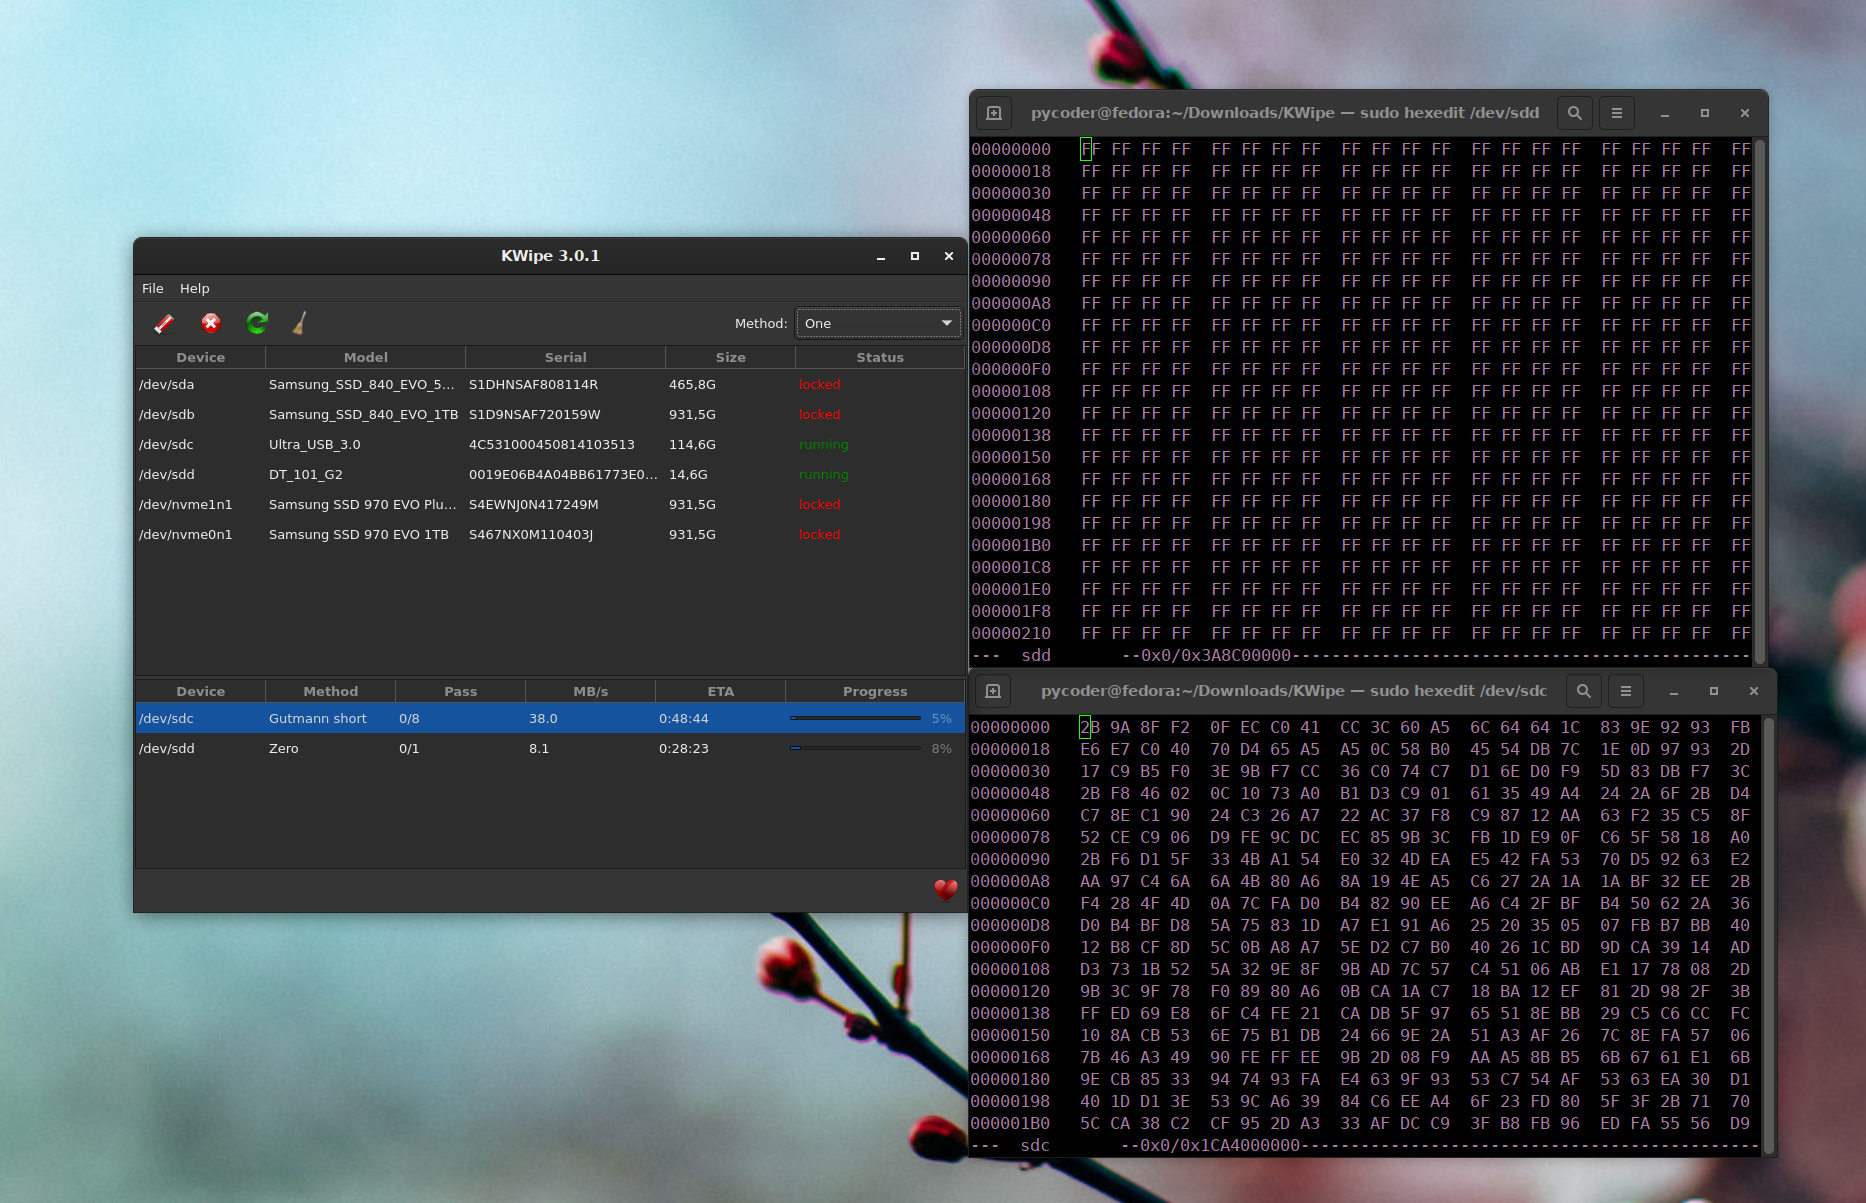 KWipe 3.0.1
File Help
Method: One
Device Model Serial Size Status
/dev/sda Samsung_SSD_840_EVO_5... S1DHNSAF808114R 465,8G locked
/dev/sdb Samsung_SSD_840_EVO_1TB S1D9NSAF720159W 931,5G locked
/dev/sdc Ultra_USB_3.0 4C531000450814103513 114,6G running
/dev/sdd DT_101_G2 0019E06B4A04BB61773E0... 14,6G running
/dev/nvme1n1 Samsung SSD 970 EVO Plu... S4EWNJ0N417249M 931,5G locked
/dev/nvme0n1 Samsung SSD 970 EVO 1TB S467NX0M110403J 931,5G locked
Device Method Pass MB/s ETA Progress
/dev/sdc Gutmann short 0/8 38.0 0:48:44 5%
/dev/sdd Zero 0/1 8.1 0:28:23 8%
pycoder@fedora:~/Downloads/KWipe — sudo hexedit /dev/sdd
00000000 FF FF FF FF FF FF FF FF FF FF FF FF FF FF FF FF FF FF FF FF FF
00000018 FF FF FF FF FF FF FF FF FF FF FF FF FF FF FF FF FF FF FF FF FF
00000030 FF FF FF FF FF FF FF FF FF FF FF FF FF FF FF FF FF FF FF FF FF
00000048 FF FF FF FF FF FF FF FF FF FF FF FF FF FF FF FF FF FF FF FF FF
00000060 FF FF FF FF FF FF FF FF FF FF FF FF FF FF FF FF FF FF FF FF FF
00000078 FF FF FF FF FF FF FF FF FF FF FF FF FF FF FF FF FF FF FF FF FF
00000090 FF FF FF FF FF FF FF FF FF FF FF FF FF FF FF FF FF FF FF FF FF
000000A8 FF FF FF FF FF FF FF FF FF FF FF FF FF FF FF FF FF FF FF FF FF
000000C0 FF FF FF FF FF FF FF FF FF FF FF FF FF FF FF FF FF FF FF FF FF
000000D8 FF FF FF FF FF FF FF FF FF FF FF FF FF FF FF FF FF FF FF FF FF
000000F0 FF FF FF FF FF FF FF FF FF FF FF FF FF FF FF FF FF FF FF FF FF
00000108 FF FF FF FF FF FF FF FF FF FF FF FF FF FF FF FF FF FF FF FF FF
00000120 FF FF FF FF FF FF FF FF FF FF FF FF FF FF FF FF FF FF FF FF FF
00000138 FF FF FF FF FF FF FF FF FF FF FF FF FF FF FF FF FF FF FF FF FF
00000150 FF FF FF FF FF FF FF FF FF FF FF FF FF FF FF FF FF FF FF FF FF
00000168 FF FF FF FF FF FF FF FF FF FF FF FF FF FF FF FF FF FF FF FF FF
00000180 FF FF FF FF FF FF FF FF FF FF FF FF FF FF FF FF FF FF FF FF FF
00000198 FF FF FF FF FF FF FF FF FF FF FF FF FF FF FF FF FF FF FF FF FF
000001B0 FF FF FF FF FF FF FF FF FF FF FF FF FF FF FF FF FF FF FF FF FF
000001C8 FF FF FF FF FF FF FF FF FF FF FF FF FF FF FF FF FF FF FF FF FF
000001E0 FF FF FF FF FF FF FF FF FF FF FF FF FF FF FF FF FF FF FF FF FF
000001F8 FF FF FF FF FF FF FF FF FF FF FF FF FF FF FF FF FF FF FF FF FF
00000210 FF FF FF FF FF FF FF FF FF FF FF FF FF FF FF FF FF FF FF FF FF
--- sdd --0x0/0x3A8C00000----------------------------------------------
pycoder@fedora:~/Downloads/KWipe — sudo hexedit /dev/sdc
00000000 2B 9A 8F F2 0F EC C0 41 CC 3C 60 A5 6C 64 64 1C 83 9E 92 93 FB
00000018 E6 E7 C0 40 70 D4 65 A5 A5 0C 58 B0 45 54 DB 7C 1E 0D 97 93 2D
00000030 17 C9 B5 F0 3E 9B F7 CC 36 C0 74 C7 D1 6E D0 F9 5D 83 DB F7 3C
00000048 2B F8 46 02 0C 10 73 A0 B1 D3 C9 01 61 35 49 A4 24 2A 6F 2B D4
00000060 C7 8E C1 90 24 C3 26 A7 22 AC 37 F8 C9 87 12 AA 63 F2 35 C5 8F
00000078 52 CE C9 06 D9 FE 9C DC EC 85 9B 3C FB 1D E9 0F C6 5F 58 18 A0
00000090 2B F6 D1 5F 33 4B A1 54 E0 32 4D EA E5 42 FA 53 70 D5 92 63 E2
000000A8 AA 97 C4 6A 6A 4B 80 A6 8A 19 4E A5 C6 27 2A 1A 1A BF 32 EE 2B
000000C0 F4 28 4F 4D 0A 7C FA D0 B4 82 90 EE A6 C4 2F BF B4 50 62 2A 36
000000D8 D0 B4 BF D8 5A 75 83 1D A7 E1 91 A6 25 20 35 05 07 FB B7 BB 40
000000F0 12 B8 CF 8D 5C 0B A8 A7 5E D2 C7 B0 40 26 1C BD 9D CA 39 14 AD
00000108 D3 73 1B 52 5A 32 9E 8F 9B AD 7C 57 C4 51 06 AB E1 17 78 08 2D
00000120 9B 3C 9F 78 F0 89 80 A6 0B CA 1A C7 18 BA 12 EF 81 2D 98 2F 3B
00000138 FF ED 69 E8 6F C4 FE 21 CA DB 5F 97 65 51 8E BB 29 C5 C6 CC FC
00000150 10 8A CB 53 6E 75 B1 DB 24 66 9E 2A 51 A3 AF 26 7C 8E FA 57 06
00000168 7B 46 A3 49 90 FE FF EE 9B 2D 08 F9 AA A5 8B B5 6B 67 61 E1 6B
00000180 9E CB 85 33 94 74 93 FA E4 63 9F 93 53 C7 54 AF 53 63 EA 30 D1
00000198 40 1D D1 3E 53 9C A6 39 84 C6 EE A4 6F 23 FD 80 5F 3F 2B 71 70
000001B0 5C CA 38 C2 CF 95 2D A3 33 AF DC C9 3F B8 FB 96 ED FA 55 56 D9
--- sdc --0x0/0x1CA4000000----------------------------------------------